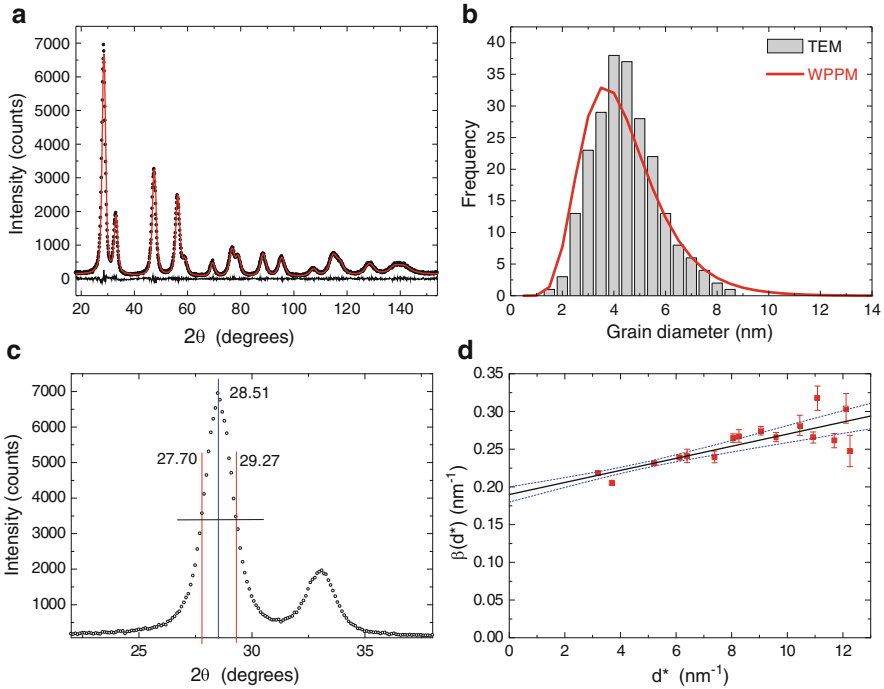 a
7000
6000
5000
4000
3000
2000
1000
0
Intensity (counts)
20 40 60 80 100 120 140
2θ (degrees)
b
40
35
30
25
20
15
10
5
0
Frequency
TEM
WPPM
0 2 4 6 8 10 12 14
Grain diameter (nm)
c
7000
6000
5000
4000
3000
2000
1000
Intensity (counts)
28.51
27.70
29.27
25 30 35
2θ (degrees)
d
0.35
0.30
0.25
0.20
0.15
0.10
0.05
0.00
β(d*) (nm⁻¹)
0 2 4 6 8 10 12
d* (nm⁻¹)